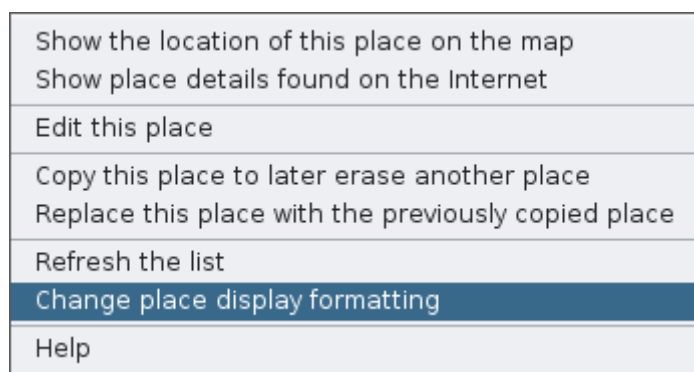 Show the location of this place on the map
Show place details found on the Internet
Edit this place
Copy this place to later erase another place
Replace this place with the previously copied place
Refresh the list
Change place display formatting
Help